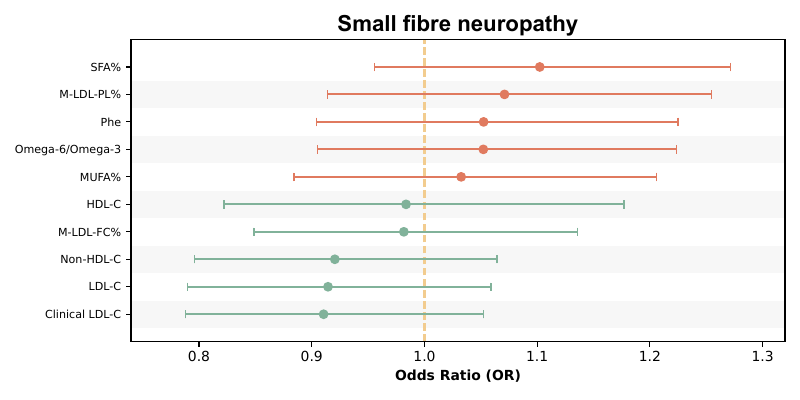 Small fibre neuropathy
SFA%
M-LDL-PL%
Phe
Omega-6/Omega-3
MUFA%
HDL-C
M-LDL-FC%
Non-HDL-C
LDL-C
Clinical LDL-C
0.8 0.9 1.0 1.1 1.2 1.3
Odds Ratio (OR)